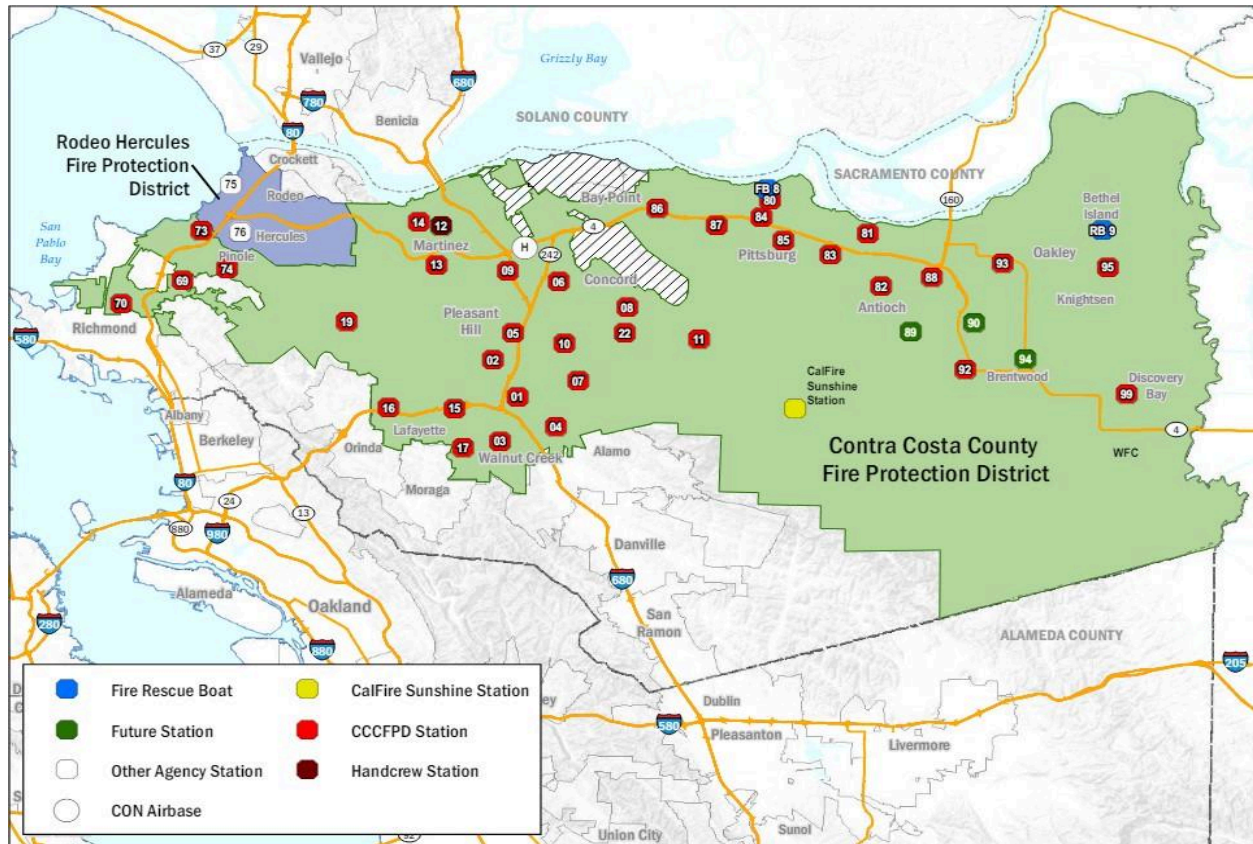 37
29
Vallejo
680
Grizzly Bay
780
80
Benicia
SOLANO COUNTY
Rodeo Hercules
Fire Protection
District
Crockett
75
Rodeo
SACRAMENTO COUNTY
FB 8
80
Bay Point
86
84
87
160
Bethel
Island
RB 9
San
Pablo
Bay
73
76
Hercules
14
12
Martinez
H
4
242
85
Pittsburg
83
81
Oakley
93
95
Pinole
74
13
09
06
Concord
88
82
Antioch
Knightsen
69
70
Richmond
580
19
Pleasant
Hill
05
08
22
10
11
89
90
02
07
94
92
Brentwood
CalFire
Sunshine
Station
Discovery
Bay
99
Albany
16
15
01
Lafayette
04
03
17
Walnut Creek
Orinda
Alamo
Contra Costa County
Fire Protection District
4
WFC
Berkeley
Moraga
80
24
13
880
980
Danville
680
Alameda
Oakland
280
880
San
Ramon
ALAMEDA COUNTY
205
Fire Rescue Boat
CalFire Sunshine Station
Future Station
CCCFPD Station
Other Agency Station
Handcrew Station
CON Airbase
Dublin
580
Pleasanton
Livermore
92
Union City
Sunol